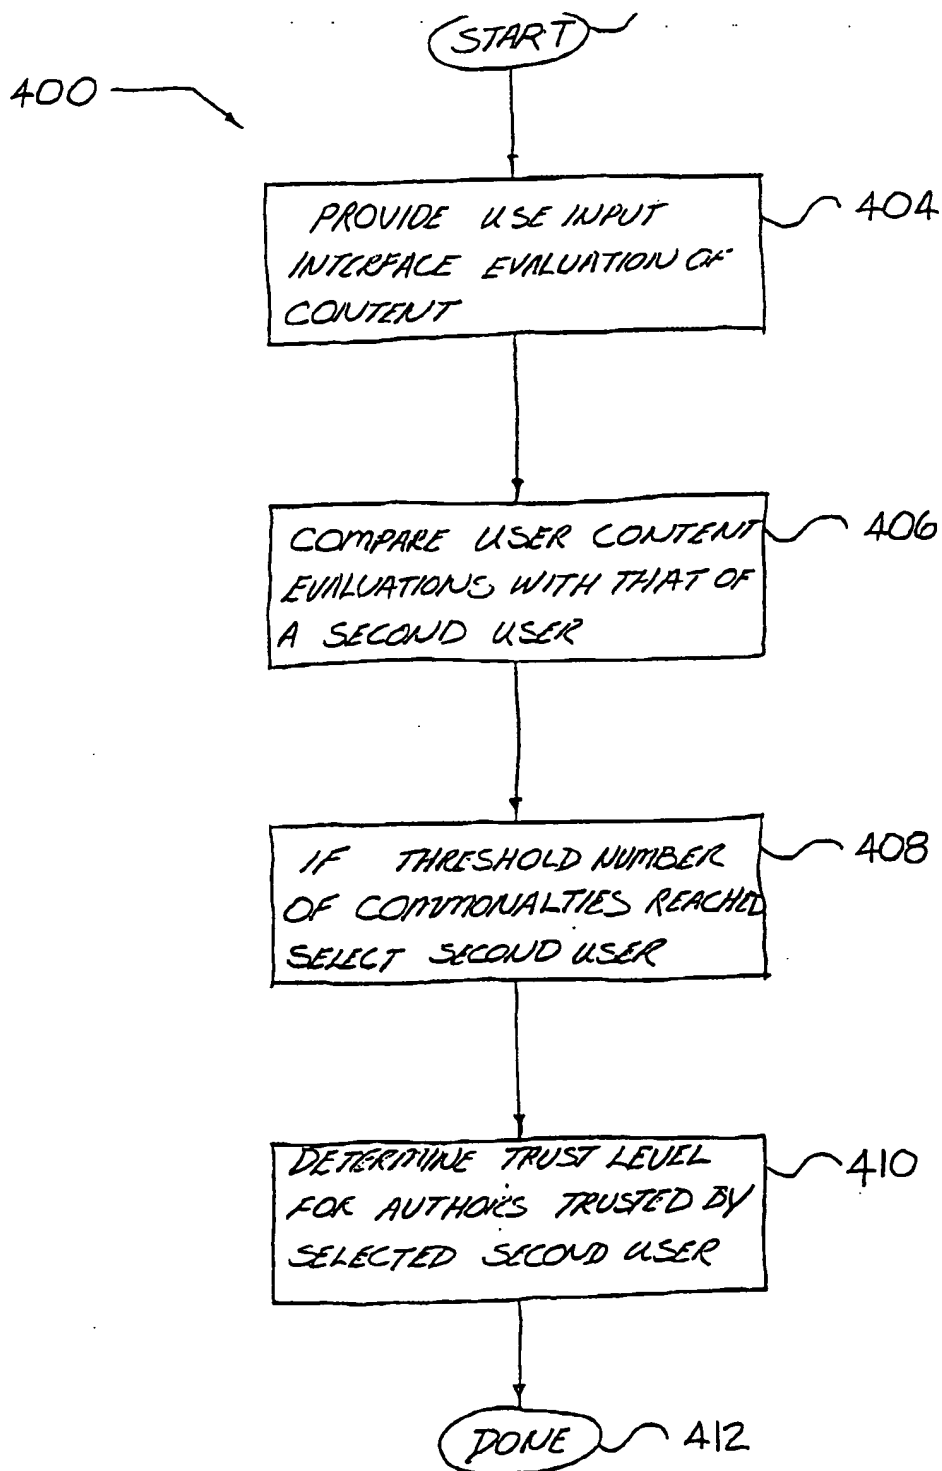 START
400
PROVIDE USE INPUT
INTERFACE EVALUATION OF
CONTENT
404
COMPARE USER CONTENT
EVALUATIONS WITH THAT OF
A SECOND USER
406
IF THRESHOLD NUMBER
OF COMMONALTIES REACHED
SELECT SECOND USER
408
DETERMINE TRUST LEVEL
FOR AUTHORS TRUSTED BY
SELECTED SECOND USER
410
DONE
412